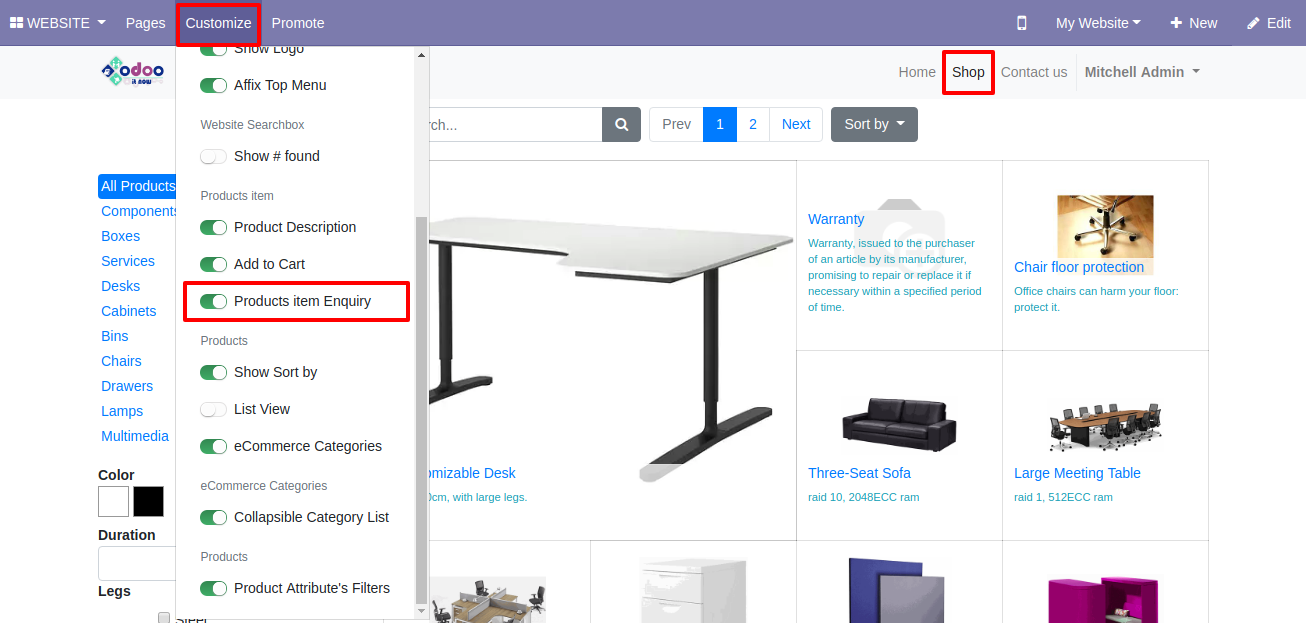 WEBSITE Pages Customize Promote My Website New Edit
odoo
it now
Home Shop Contact us Mitchell Admin
Show Logo
Affix Top Menu
Website Searchbox
Show # found
Products item
Product Description
Add to Cart
Products item Enquiry
Products
Show Sort by
List View
eCommerce Categories
eCommerce Categories
Collapsible Category List
Products
Product Attribute's Filters
rch... Prev 1 2 Next Sort by
All Products
Components
Boxes
Services
Desks
Cabinets
Bins
Chairs
Drawers
Lamps
Multimedia
Color
Duration
Legs
Steel
omizable Desk
0cm, with large legs.
Warranty
Warranty, issued to the purchaser
of an article by its manufacturer,
promising to repair or replace it if
necessary within a specified period
of time.
Chair floor protection
Office chairs can harm your floor:
protect it.
Three-Seat Sofa
raid 10, 2048ECC ram
Large Meeting Table
raid 1, 512ECC ram